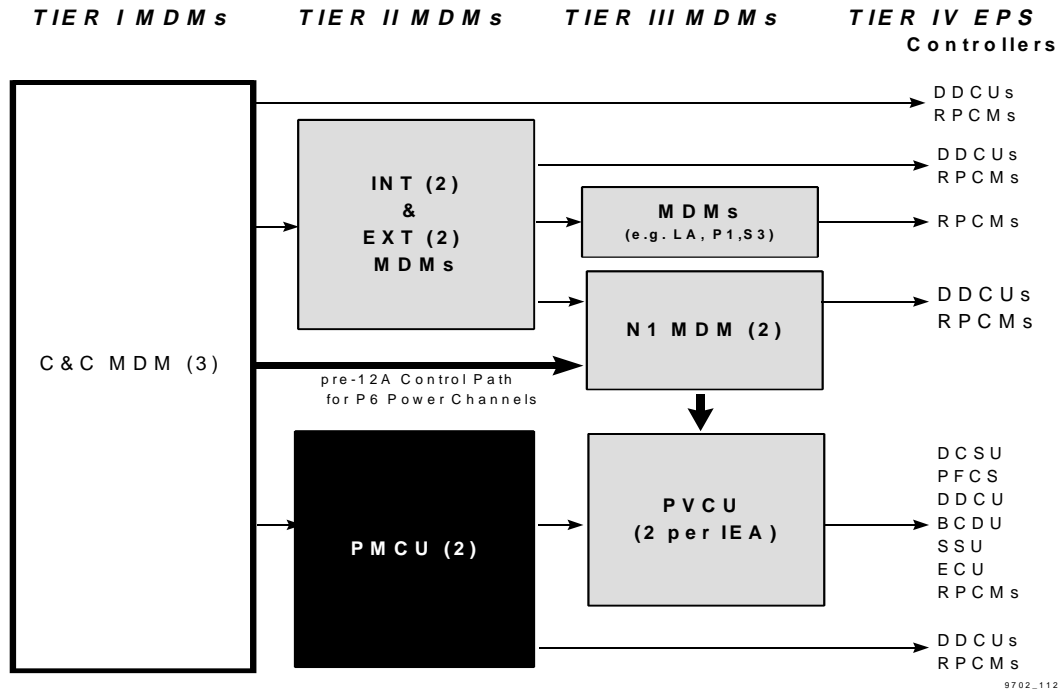 TIER I MDMs
TIER II MDMs
TIER III MDMs
TIER IV EPS
Controllers
DDCUs
RPCMs
INT (2)
&
EXT (2)
MDMs
DDCUs
RPCMs
MDMs
(e.g. LA, P1,S3)
RPCMs
DDCUs
RPCMs
N1 MDM (2)
C&C MDM (3)
pre-12A Control Path
for P6 Power Channels
PMCU (2)
PVCU
(2 per IEA)
DCSU
PFCS
DDCU
BCDU
SSU
ECU
RPCMs
DDCUs
RPCMs
9702_112